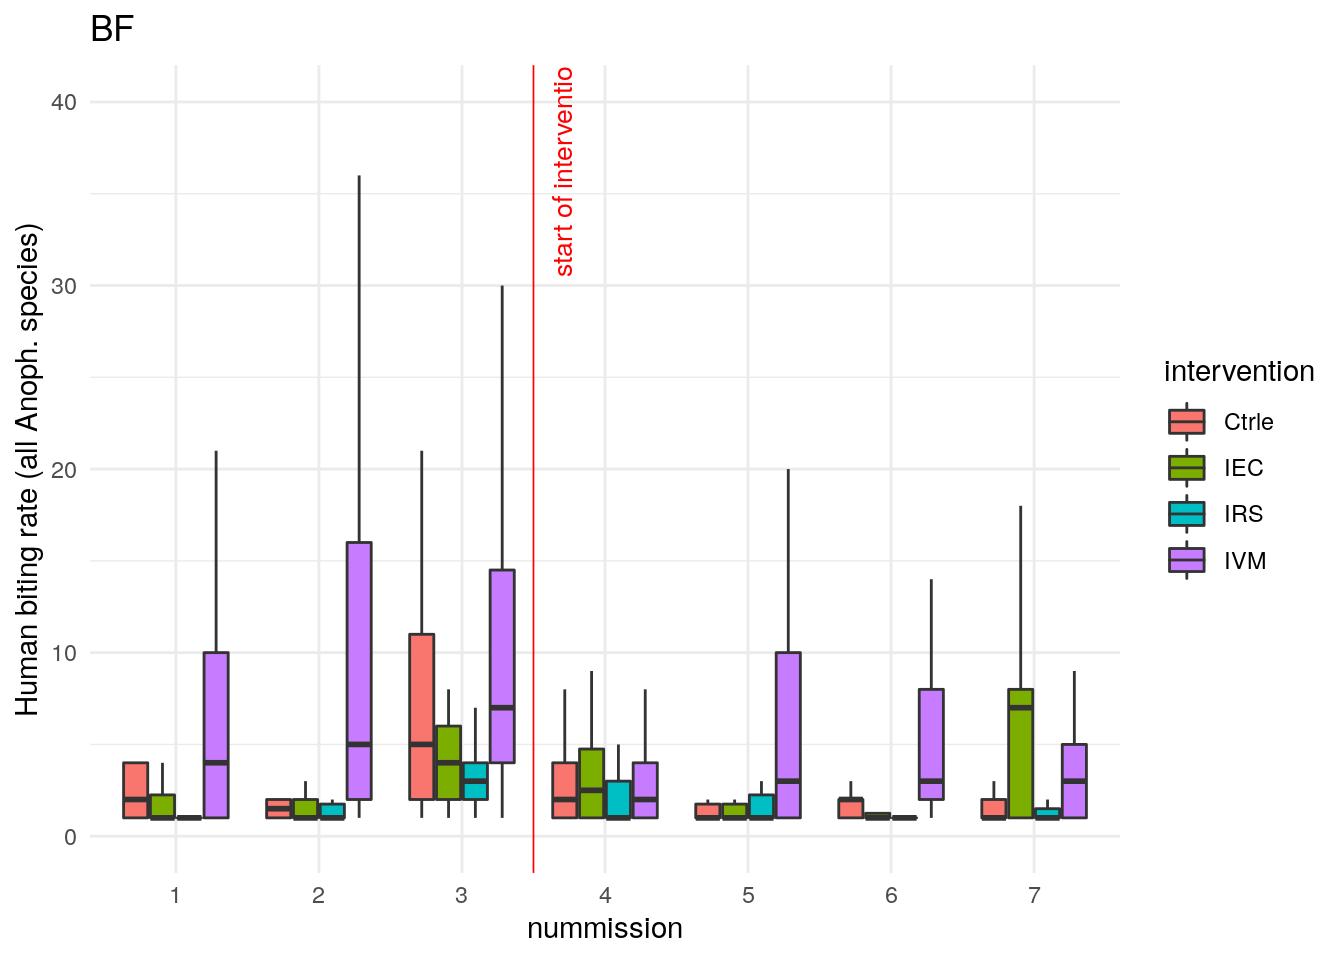 BF
Human biting rate (all Anoph. species)
40
30
20
10
0
start of interventio
1 2 3 4 5 6 7
nummission
intervention
Ctrle
IEC
IRS
IVM